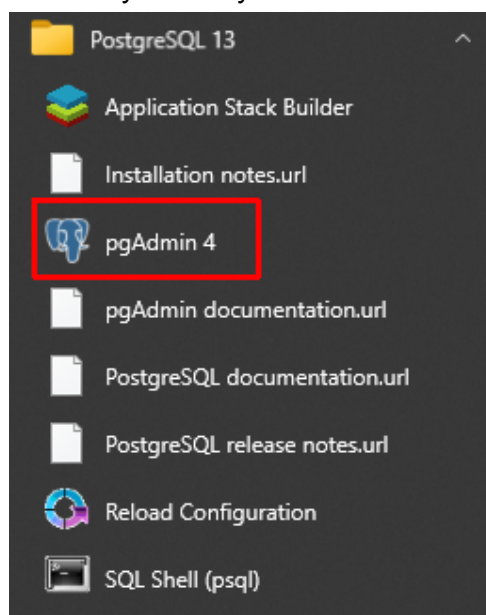 PostgreSQL 13
Application Stack Builder
Installation notes.url
pgAdmin 4
pgAdmin documentation.url
PostgreSQL documentation.url
PostgreSQL release notes.url
Reload Configuration
SQL Shell (psql)